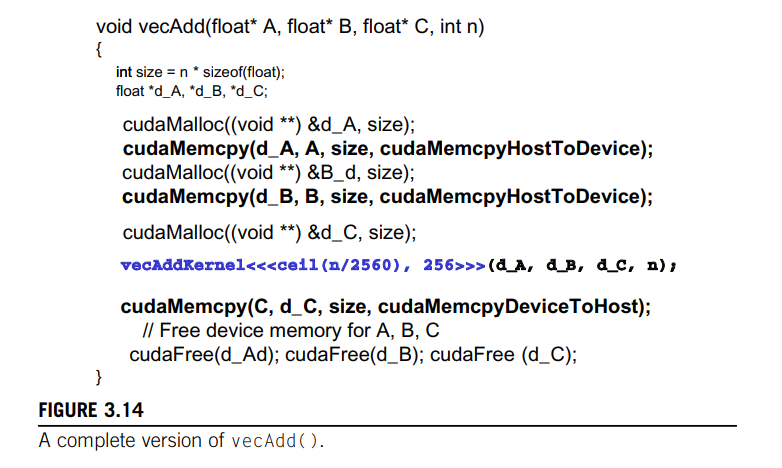 void vecAdd(float* A, float* B, float* C, int n)
{
int size = n * sizeof(float);
float *d_A, *d_B, *d_C;
cudaMalloc((void **) &d_A, size);
cudaMemcpy(d_A, A, size, cudaMemcpyHostToDevice);
cudaMalloc((void **) &B_d, size);
cudaMemcpy(d_B, B, size, cudaMemcpyHostToDevice);
cudaMalloc((void **) &d_C, size);
vecAddKernel<<<ceil(n/2560), 256>>>(d_A, d_B, d_C, n);
cudaMemcpy(C, d_C, size, cudaMemcpyDeviceToHost);
// Free device memory for A, B, C
cudaFree(d_Ad); cudaFree(d_B); cudaFree (d_C);
}
FIGURE 3.14
A complete version of vecAdd().